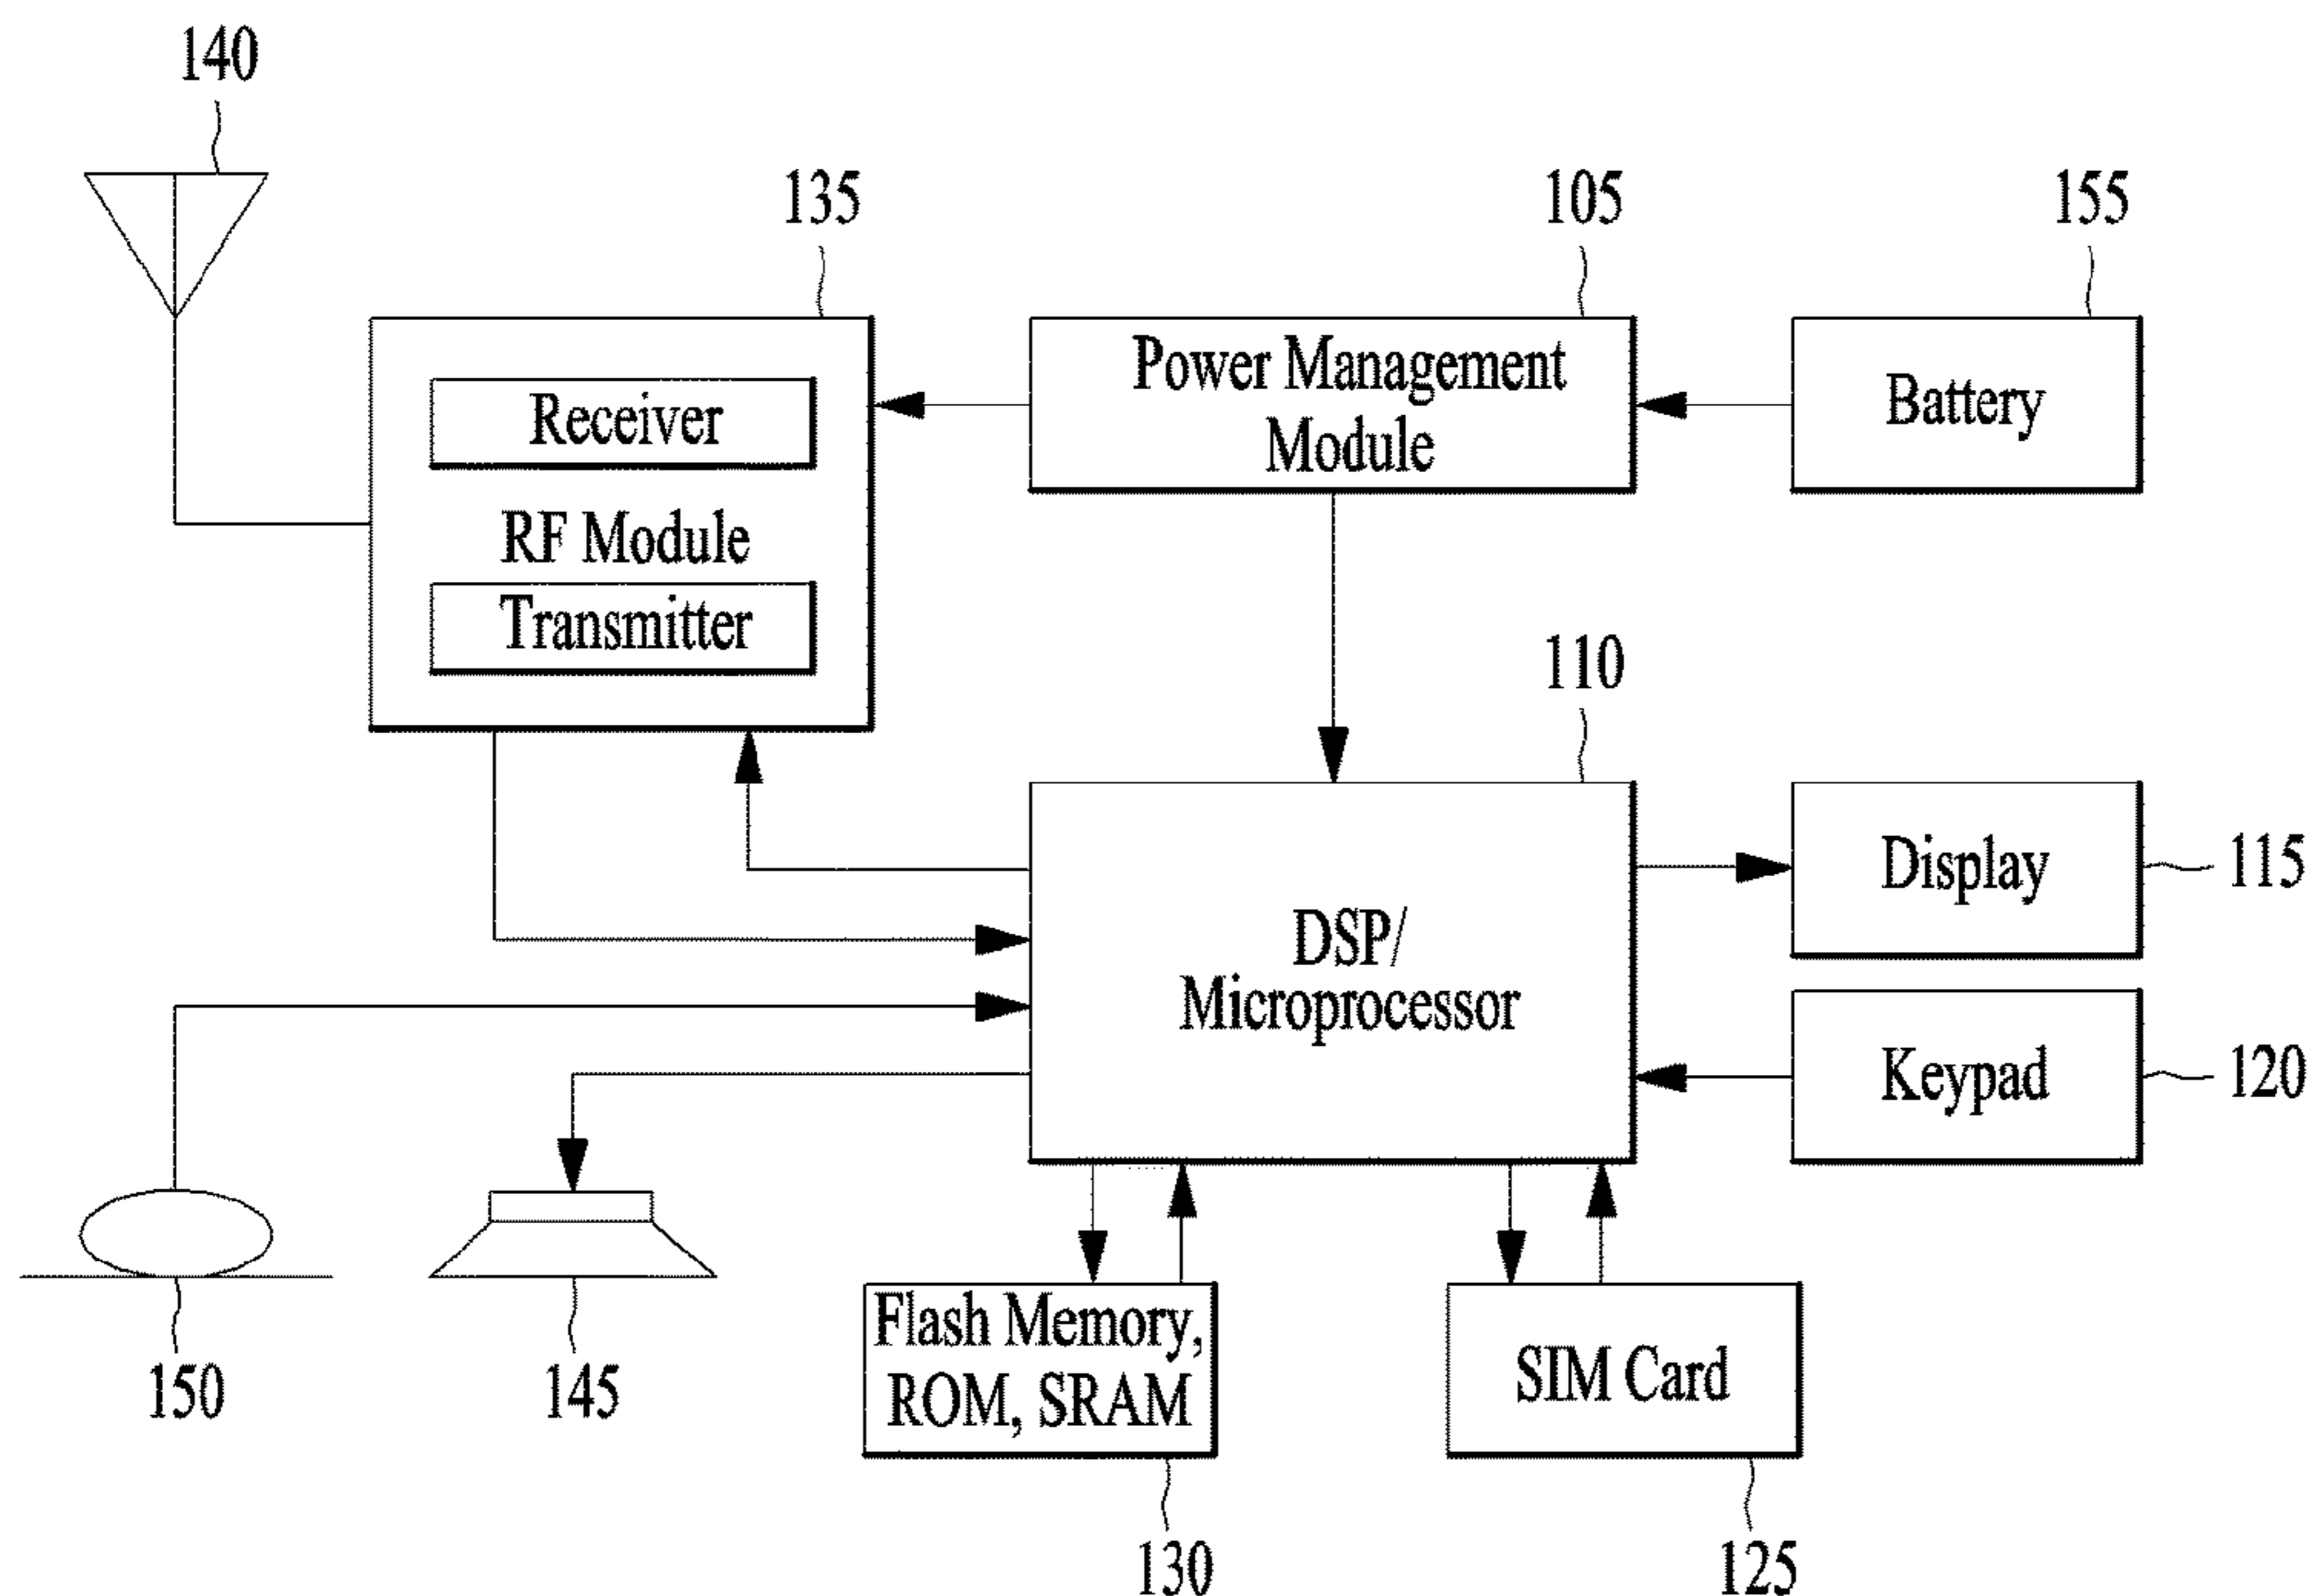 140
135
105
155
Receiver
RF Module
Transmitter
Power Management
Module
Battery
110
DSP/
Microprocessor
Display
115
Keypad
120
150
145
Flash Memory,
ROM, SRAM
SIM Card
130
125